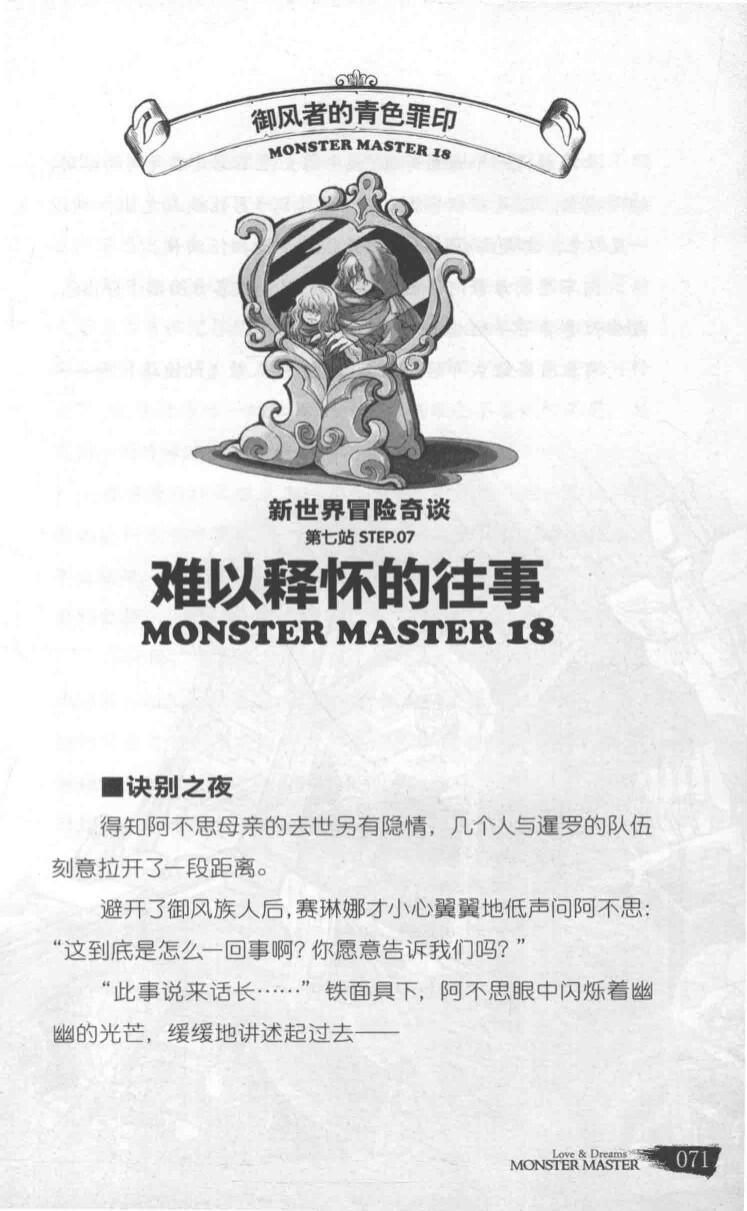 御风者的青色罪印
MONSTER MASTER 18
新世界冒险奇谈
第七站 STEP.07
难以释怀的往事
MONSTER MASTER 18
■诀别之夜
得知阿不思母亲的去世另有隐情，几个人与暹罗的队伍
刻意拉开了一段距离。
避开了御风族人后，赛琳娜才小心翼翼地低声问阿不思：
“这到底是怎么一回事啊？你愿意告诉我们吗？”
“此事说来话长……”铁面具下，阿不思眼中闪烁着幽
幽的光芒，缓缓地讲述起过去——
Love & Dreams
MONSTER MASTER
071